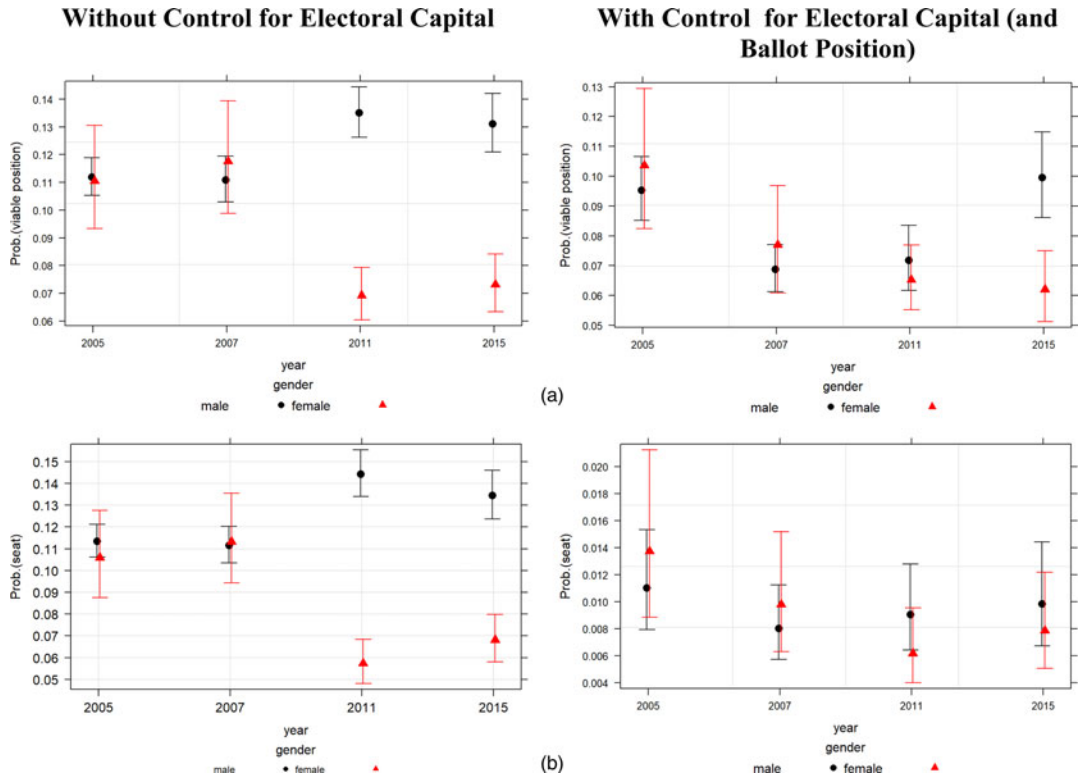 Without Control for Electoral Capital
With Control for Electoral Capital (and
Ballot Position)
0.14
0.13
0.12
0.11
0.10
0.09
0.08
0.07
0.06
Prob.(viable position)
2005 2007 2011 2015
year
gender
male female
0.13
0.12
0.11
0.10
0.09
0.08
0.07
0.06
0.05
Prob.(viable position)
2005 2007 2011 2015
year
gender
male female
(a)
0.15
0.14
0.13
0.12
0.11
0.10
0.09
0.08
0.07
0.06
0.05
Prob.(seat)
2005 2007 2011 2015
year
gender
male female
0.020
0.018
0.016
0.014
0.012
0.010
0.008
0.006
0.004
Prob.(seat)
2005 2007 2011 2015
year
gender
male female
(b)